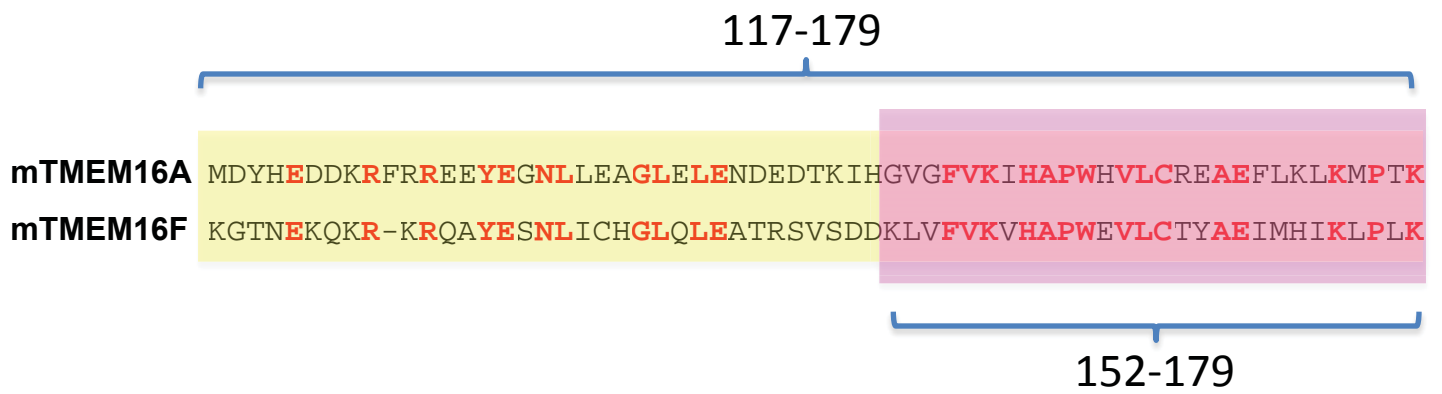 117-179
mTMEM16A MDYHEDDKRFRREEYEGNLLEAGLELENDEDTKIHGVGFVKIHAPWHVLCREAEFLKLKMPTK
mTMEM16F KGTNEKQKR-KRQAYESNLICHGLQLEATRSVSDDKLVFVKVHAPWEVLCTYAEIMHIKLPLK
152-179